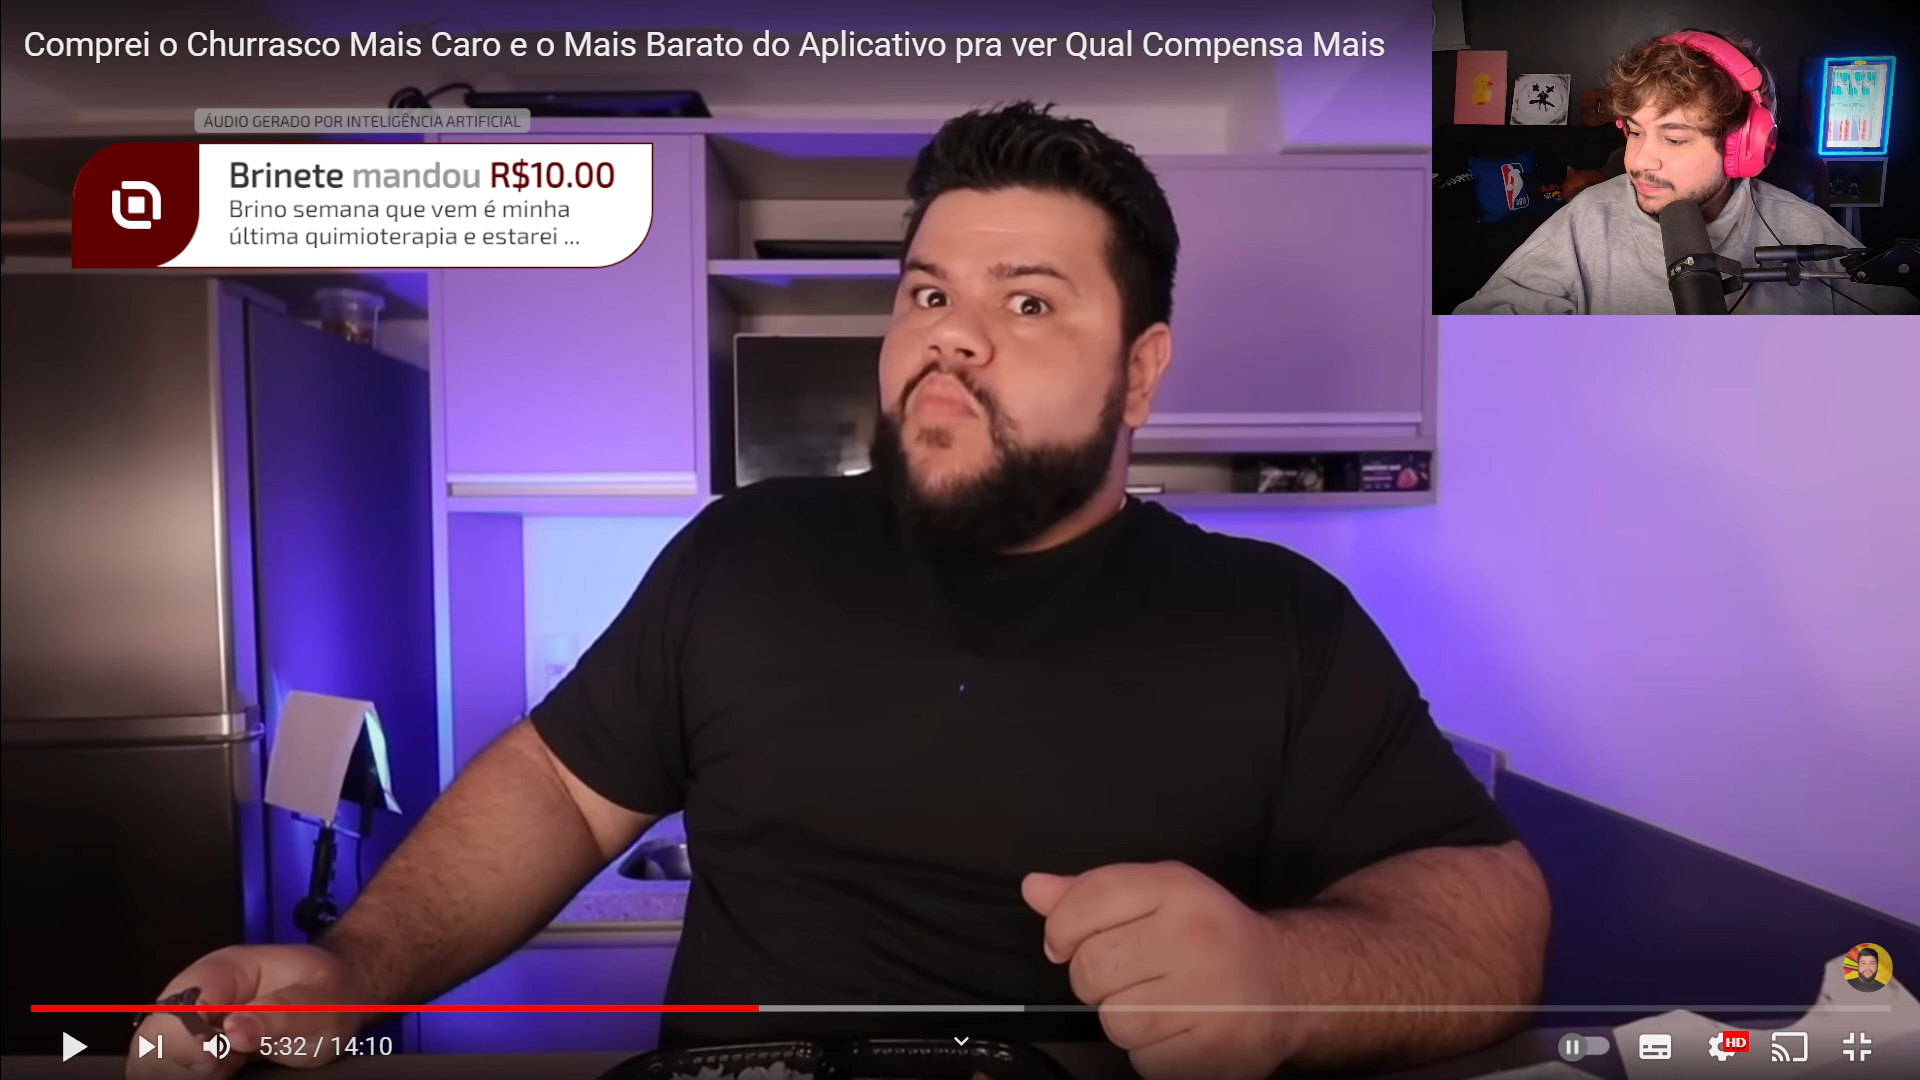 Comprei o Churrasco Mais Caro e o Mais Barato do Aplicativo pra ver Qual Compensa Mais
ÁUDIO GERADO POR INTELIGÊNCIA ARTIFICIAL
Brinete mandou R$10.00
Brino semana que vem é minha
última quimioterapia e estarei ...
5:32 / 14:10
HD